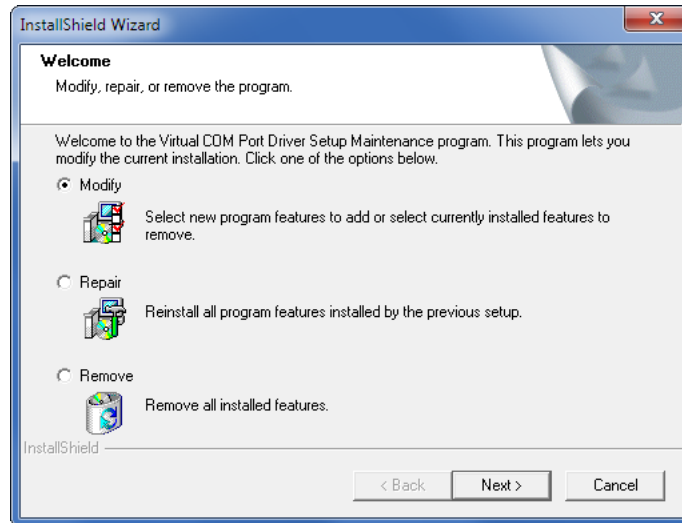 InstallShield Wizard
Welcome
Modify, repair, or remove the program.
Welcome to the Virtual COM Port Driver Setup Maintenance program. This program lets you
modify the current installation. Click one of the options below.
Modify
Select new program features to add or select currently installed features to
remove.
Repair
Reinstall all program features installed by the previous setup.
Remove
Remove all installed features.
InstallShield
< Back
Next >
Cancel